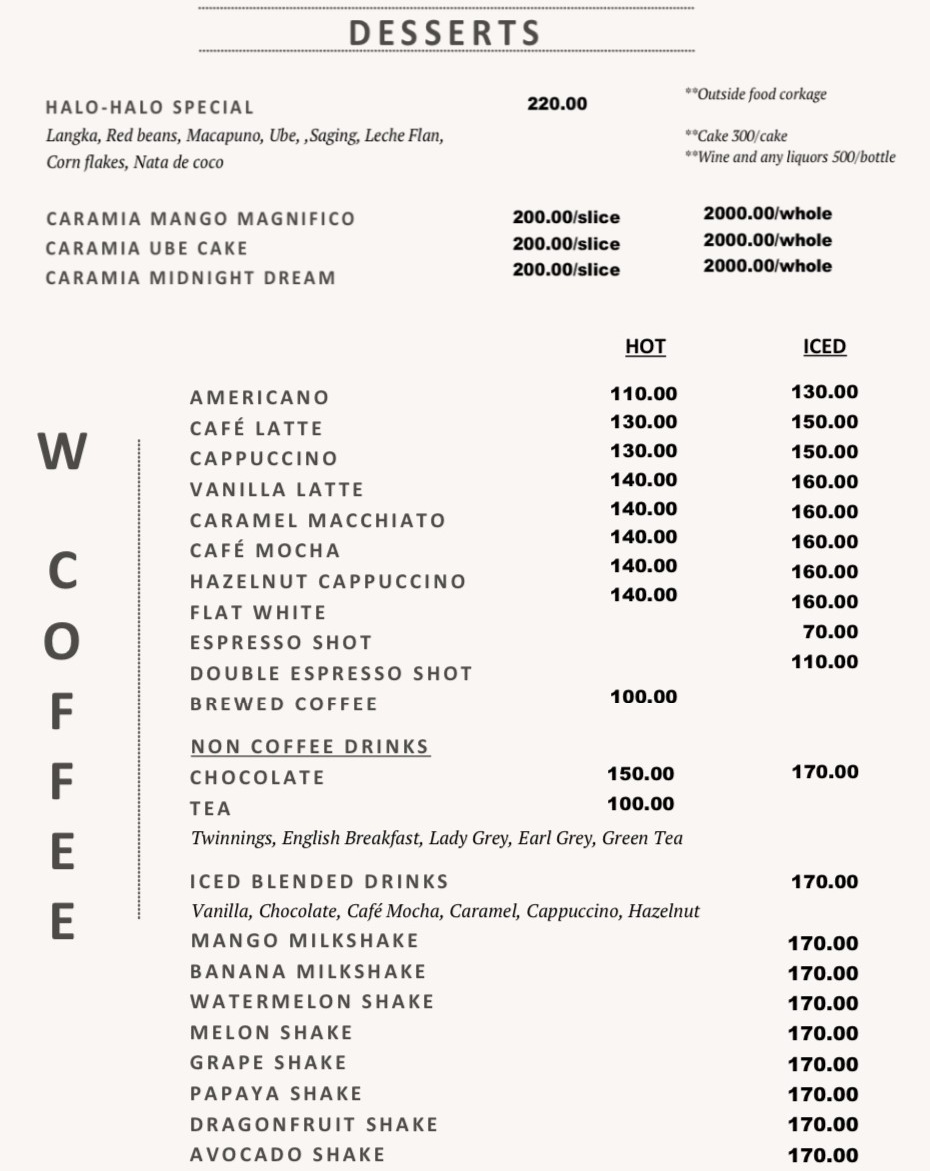 DESSERTS
HALO-HALO SPECIAL 220.00 **Outside food corkage
Langka, Red beans, Macapuno, Ube, ,Saging, Leche Flan, **Cake 300/cake
Corn flakes, Nata de coco **Wine and any liquors 500/bottle
CARAMIA MANGO MAGNIFICO 200.00/slice 2000.00/whole
CARAMIA UBE CAKE 200.00/slice 2000.00/whole
CARAMIA MIDNIGHT DREAM 200.00/slice 2000.00/whole
HOT ICED
W COFFEE
AMERICANO 110.00 130.00
CAFÉ LATTE 130.00 150.00
CAPPUCCINO 130.00 150.00
VANILLA LATTE 140.00 160.00
CARAMEL MACCHIATO 140.00 160.00
CAFÉ MOCHA 140.00 160.00
HAZELNUT CAPPUCCINO 140.00 160.00
FLAT WHITE 140.00 160.00
ESPRESSO SHOT 70.00
DOUBLE ESPRESSO SHOT 110.00
BREWED COFFEE 100.00
NON COFFEE DRINKS
CHOCOLATE 150.00 170.00
TEA 100.00
Twinnings, English Breakfast, Lady Grey, Earl Grey, Green Tea
ICED BLENDED DRINKS 170.00
Vanilla, Chocolate, Café Mocha, Caramel, Cappuccino, Hazelnut
MANGO MILKSHAKE 170.00
BANANA MILKSHAKE 170.00
WATERMELON SHAKE 170.00
MELON SHAKE 170.00
GRAPE SHAKE 170.00
PAPAYA SHAKE 170.00
DRAGONFRUIT SHAKE 170.00
AVOCADO SHAKE 170.00